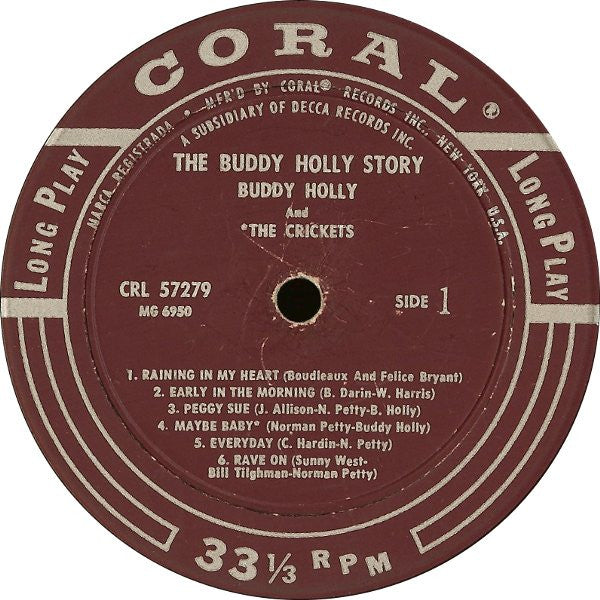 CORAL®
LONG PLAY
LONG PLAY
MARCA REGISTRADA • MFR'D BY CORAL® RECORDS INC., NEW YORK, U.S.A.
A SUBSIDIARY OF DECCA RECORDS INC.
THE BUDDY HOLLY STORY
BUDDY HOLLY
And
*THE CRICKETS
CRL 57279
MG 6950
SIDE 1
1. RAINING IN MY HEART (Boudleaux And Felice Bryant)
2. EARLY IN THE MORNING (B. Darin-W. Harris)
3. PEGGY SUE (J. Allison-N. Petty-B. Holly)
4. MAYBE BABY* (Norman Petty-Buddy Holly)
5. EVERYDAY (C. Hardin-N. Petty)
6. RAVE ON (Sunny West-
Bill Tilghman-Norman Petty)
33 1/3 RPM